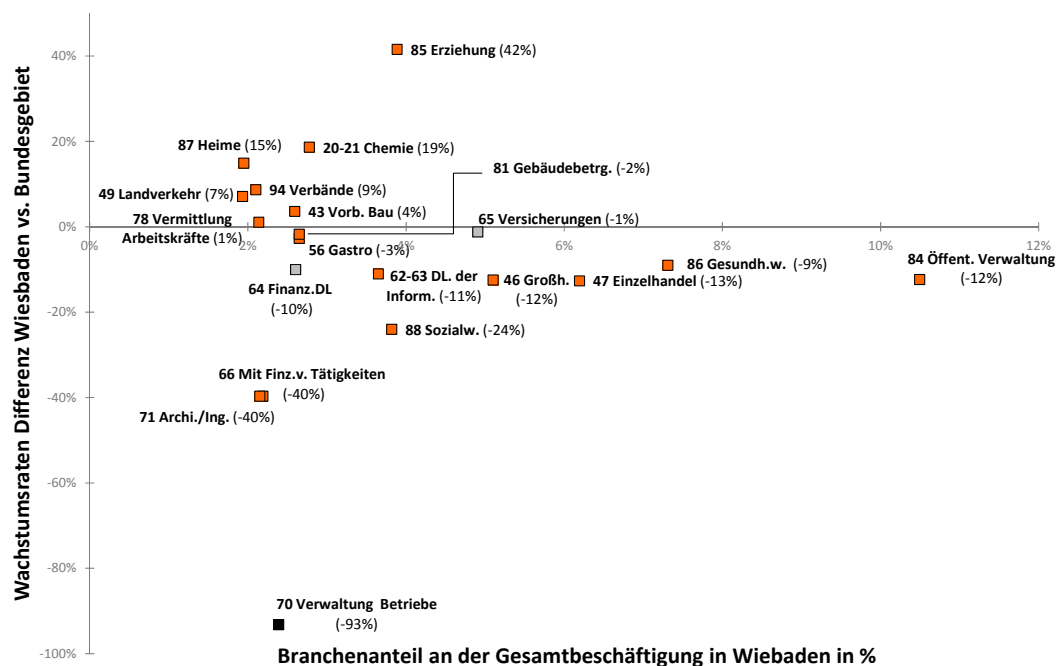 Wachstumsraten Differenz Wiesbaden vs. Bundesgebiet
40%
20%
0%
-20%
-40%
-60%
-80%
-100%
85 Erziehung (42%)
87 Heime (15%)
20-21 Chemie (19%)
81 Gebäudebetrg. (-2%)
49 Landverkehr (7%)
94 Verbände (9%)
43 Vorb. Bau (4%)
65 Versicherungen (-1%)
78 Vermittlung
Arbeitskräfte (1%)
0%
2%
4%
6%
8%
10%
12%
56 Gastro (-3%)
64 Finanz.DL
(-10%)
62-63 DL. der
Inform. (-11%)
46 Großh.
(-12%)
47 Einzelhandel (-13%)
86 Gesundh.w. (-9%)
84 Öffent. Verwaltung
(-12%)
88 Sozialw. (-24%)
66 Mit Finz.v. Tätigkeiten
(-40%)
71 Archi./Ing. (-40%)
70 Verwaltung Betriebe
(-93%)
Branchenanteil an der Gesamtbeschäftigung in Wiebaden in %